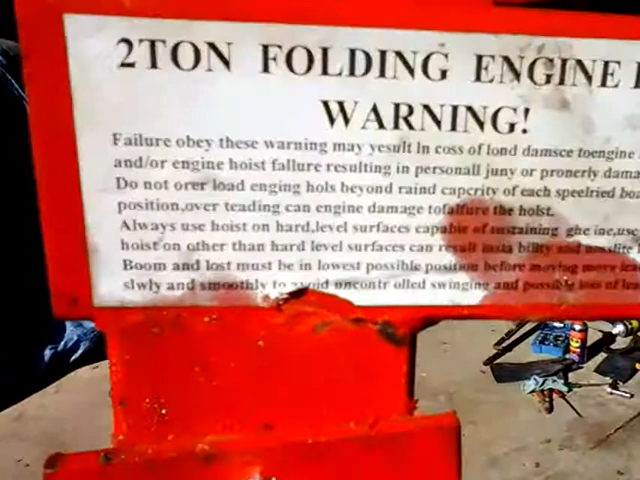 2TON FOLDING ENGINE
WARNING!
Failure obey these warning may yesult ln coss of lond damsce toengine
and/or engine hoist fallure resulting in personall juny or pronerly dama
Do not orer load enging hols beyond raind capcrity of each speelried bo
position,over teading can engine damage tofalfure the hoist.
Always use hoist on hard,level surfaces capable of sustaining ghe inc,use
hoist on other than hard level surfaces can result insta bility and
Boom and lost must be in lowest possible position before moving move
slwly and smoothly to avoid uncontr olled swinging and possible loss of